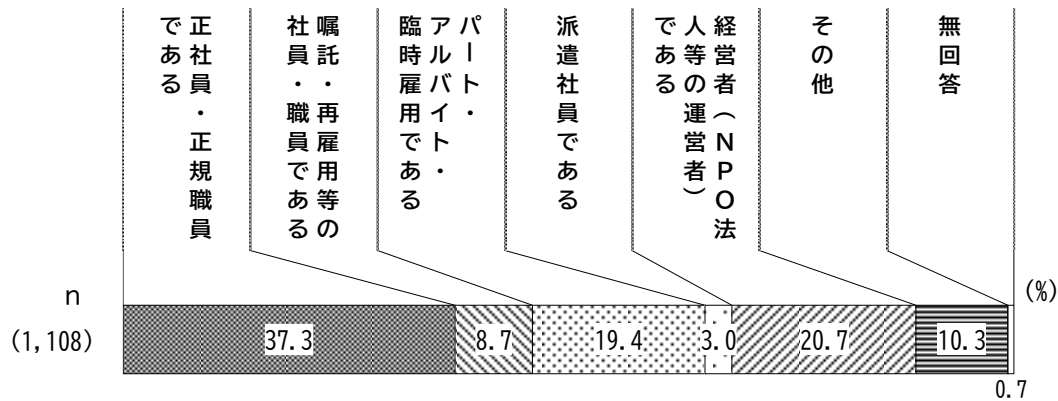 正社員・正規職員
である
嘱託・再雇用等の
社員・職員である
パート・
アルバイト・
臨時雇用である
派遣社員である
経営者（ＮＰＯ法
人等の運営者）
である
その他
無回答
n
(%)
(1,108)
37.3
8.7
19.4
3.0
20.7
10.3
0.7